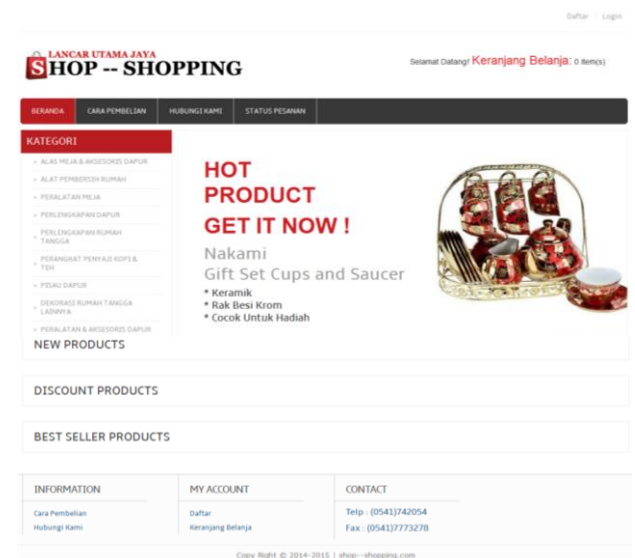 Daftar | Login
LANCAR UTAMA JAYA
SHOP -- SHOPPING
Selamat Datang! Keranjang Belanja: 0 item(s)
BERANDA CARA PEMBELIAN HUBUNGI KAMI STATUS PESANAN
KATEGORI
ALAS MEJA & AKSESORIS DAPUR
ALAT PEMBERSIH RUMAH
PERALATAN MEJA
PERLENGKAPAN DAPUR
PERLENGKAPAN RUMAH
TANGGA
PERANGKAT PENYAJI KOPI &
TEH
PISAU DAPUR
DEKORASI RUMAH TANGGA
LAINNYA
PERALATAN & AKSESORIS DAPUR
HOT
PRODUCT
GET IT NOW !
Nakami
Gift Set Cups and Saucer
* Keramik
* Rak Besi Krom
* Cocok Untuk Hadiah
NEW PRODUCTS
DISCOUNT PRODUCTS
BEST SELLER PRODUCTS
INFORMATION
Cara Pembelian
Hubungi Kami
MY ACCOUNT
Daftar
Keranjang Belanja
CONTACT
Telp : (0541)742054
Fax : (0541)7773278
Copy Right © 2014-2015 | shop--shopping.com